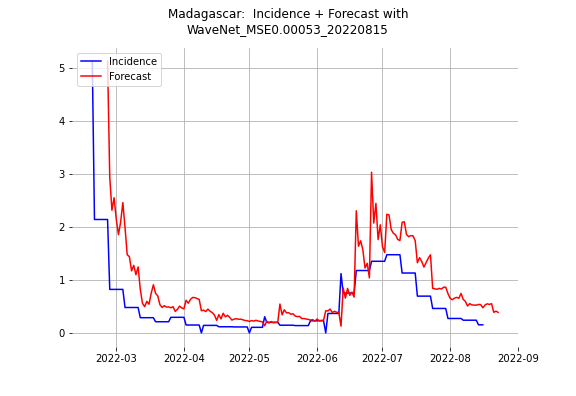 Madagascar:  Incidence + Forecast with
WaveNet_MSE0.00053_20220815
Incidence
Forecast
5
4
3
2
1
0
2022-03 2022-04 2022-05 2022-06 2022-07 2022-08 2022-09